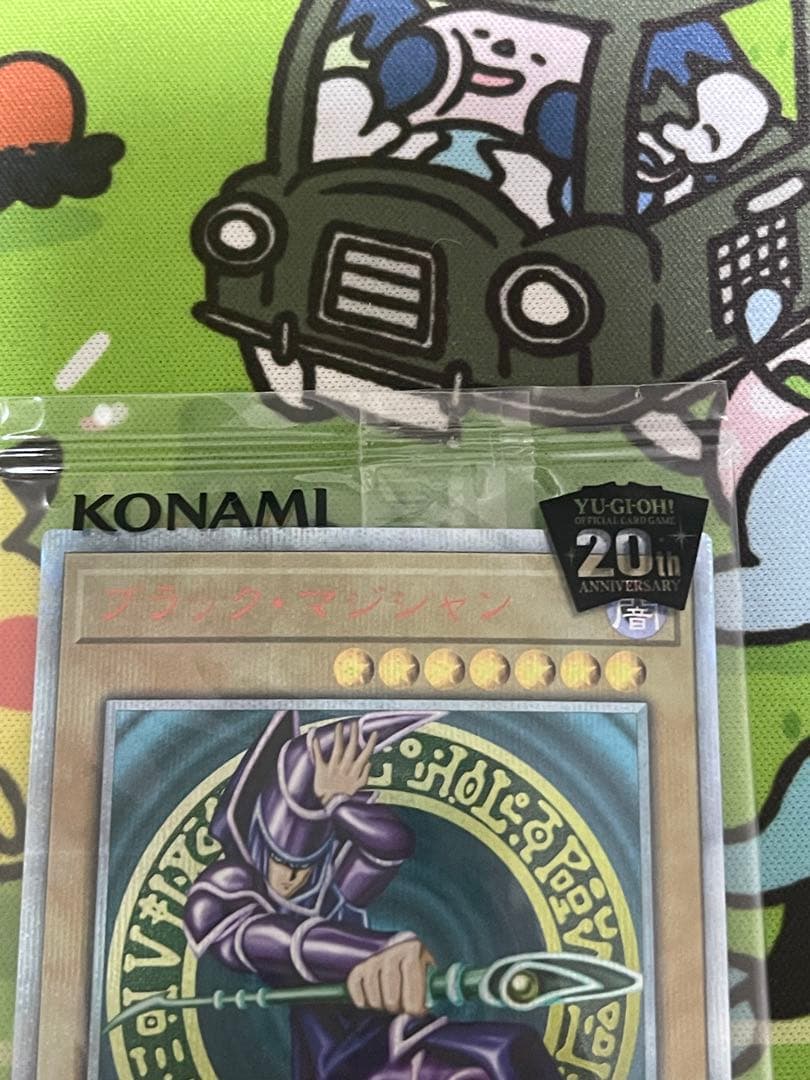 KONAMI
YU-GI-OH!
OFFICIAL CARD GAME
20th
ANNIVERSARY
ブラック・マジシャン
闇